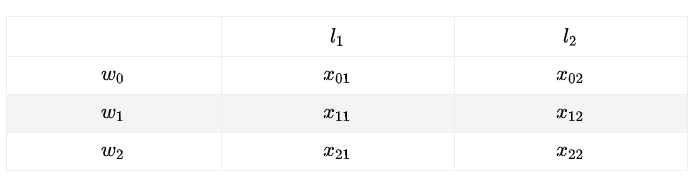 l₁ l₂
w₀ x₀₁ x₀₂
w₁ x₁₁ x₁₂
w₂ x₂₁ x₂₂